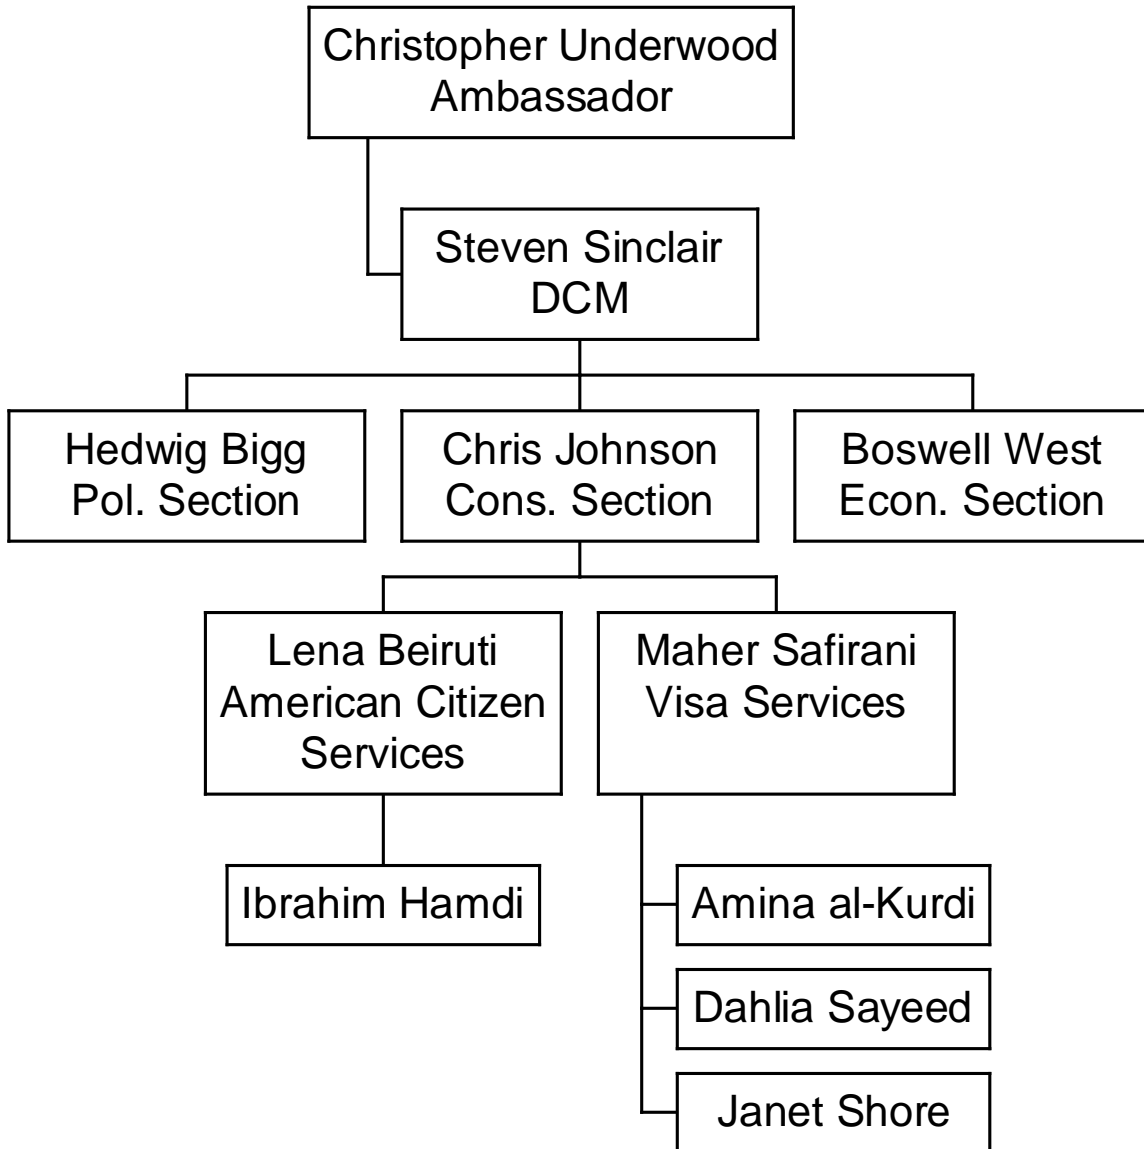 Christopher Underwood
Ambassador
Steven Sinclair
DCM
Hedwig Bigg
Pol. Section
Chris Johnson
Cons. Section
Boswell West
Econ. Section
Lena Beiruti
American Citizen
Services
Maher Safirani
Visa Services
Ibrahim Hamdi
Amina al-Kurdi
Dahlia Sayeed
Janet Shore